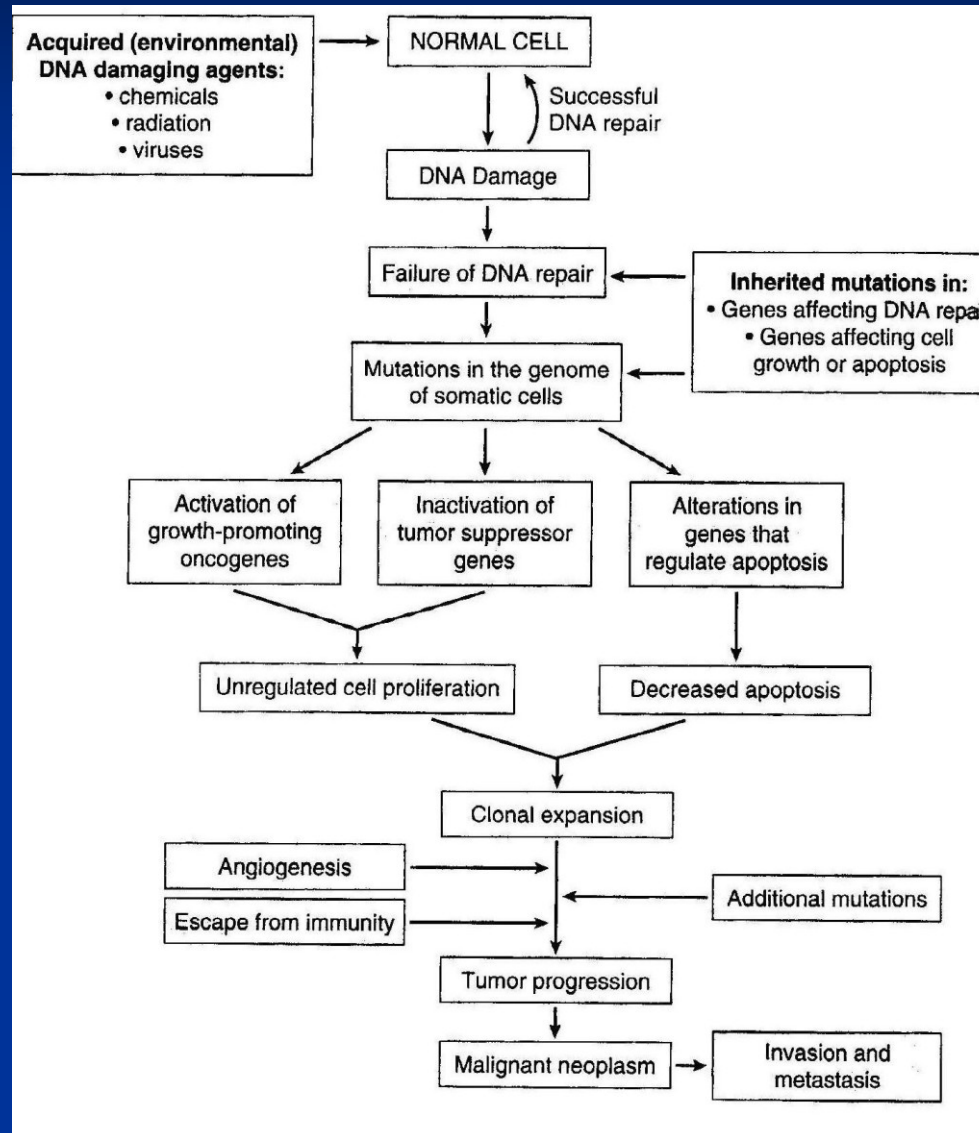 Acquired (environmental)
DNA damaging agents:
• chemicals
• radiation
• viruses
NORMAL CELL
Successful
DNA repair
DNA Damage
Failure of DNA repair
Inherited mutations in:
• Genes affecting DNA repair
• Genes affecting cell
growth or apoptosis
Mutations in the genome
of somatic cells
Activation of
growth-promoting
oncogenes
Inactivation of
tumor suppressor
genes
Alterations in
genes that
regulate apoptosis
Unregulated cell proliferation
Decreased apoptosis
Clonal expansion
Angiogenesis
Additional mutations
Escape from immunity
Tumor progression
Malignant neoplasm
Invasion and
metastasis